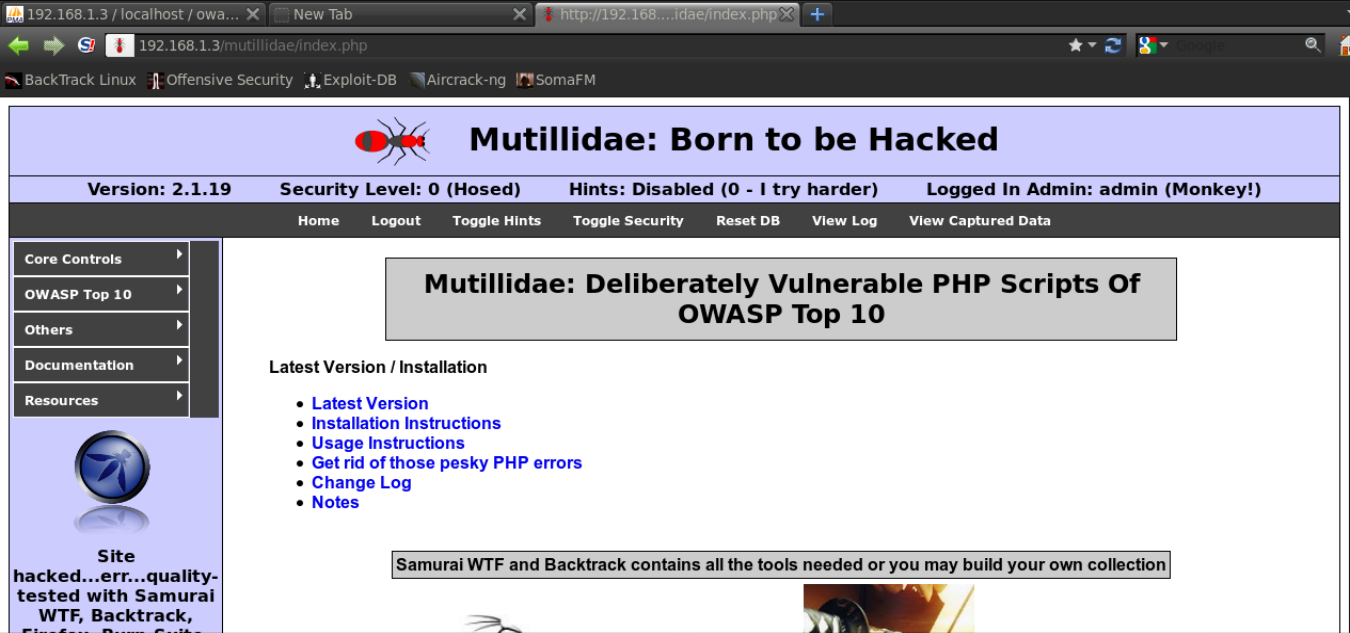 192.168.1.3 / localhost / owa...
New Tab
http://192.168....idae/index.php
192.168.1.3/mutillidae/index.php
Google
BackTrack Linux
Offensive Security
Exploit-DB
Aircrack-ng
SomaFM
Mutillidae: Born to be Hacked
Version: 2.1.19
Security Level: 0 (Hosed)
Hints: Disabled (0 - I try harder)
Logged In Admin: admin (Monkey!)
Home
Logout
Toggle Hints
Toggle Security
Reset DB
View Log
View Captured Data
Core Controls
OWASP Top 10
Others
Documentation
Resources
Site
hacked...err...quality-
tested with Samurai
WTF, Backtrack,
Firefox, Burp-Suite,
Mutillidae: Deliberately Vulnerable PHP Scripts Of
OWASP Top 10
Latest Version / Installation
Latest Version
Installation Instructions
Usage Instructions
Get rid of those pesky PHP errors
Change Log
Notes
Samurai WTF and Backtrack contains all the tools needed or you may build your own collection